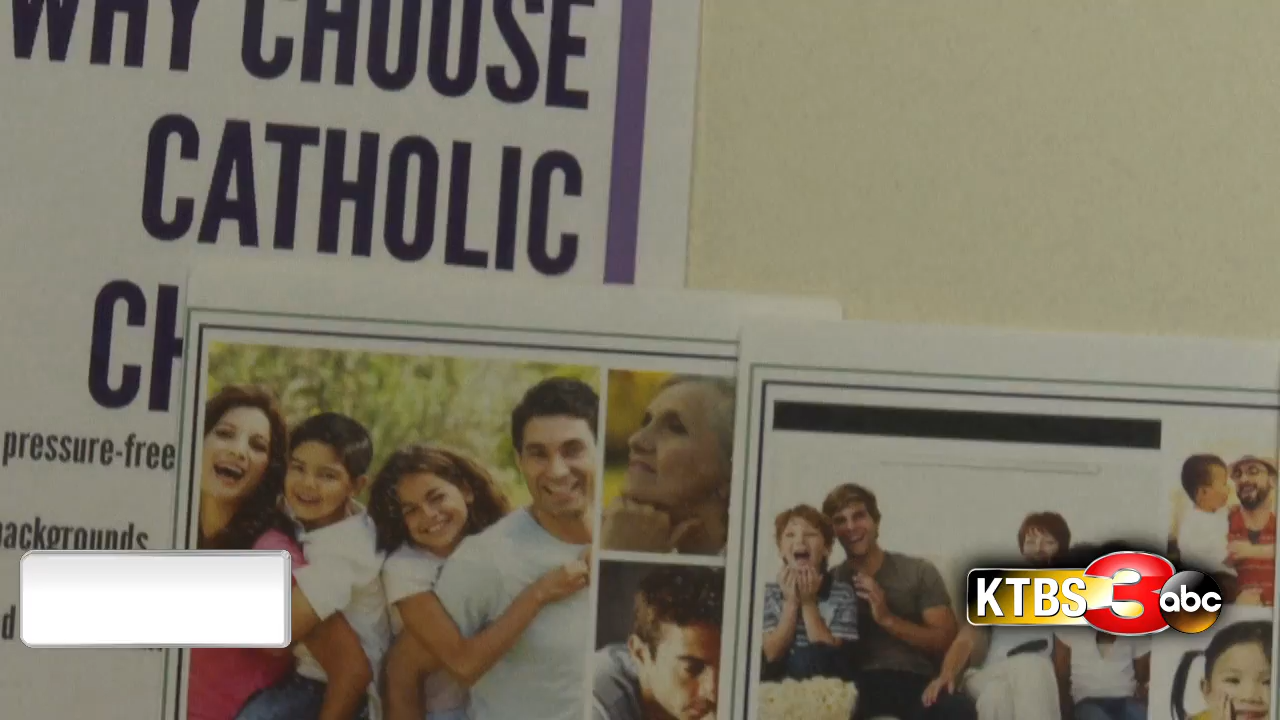 WHY CHOOSE
CATHOLIC
CH
pressure-free
backgrounds
d
KTBS 3 abc